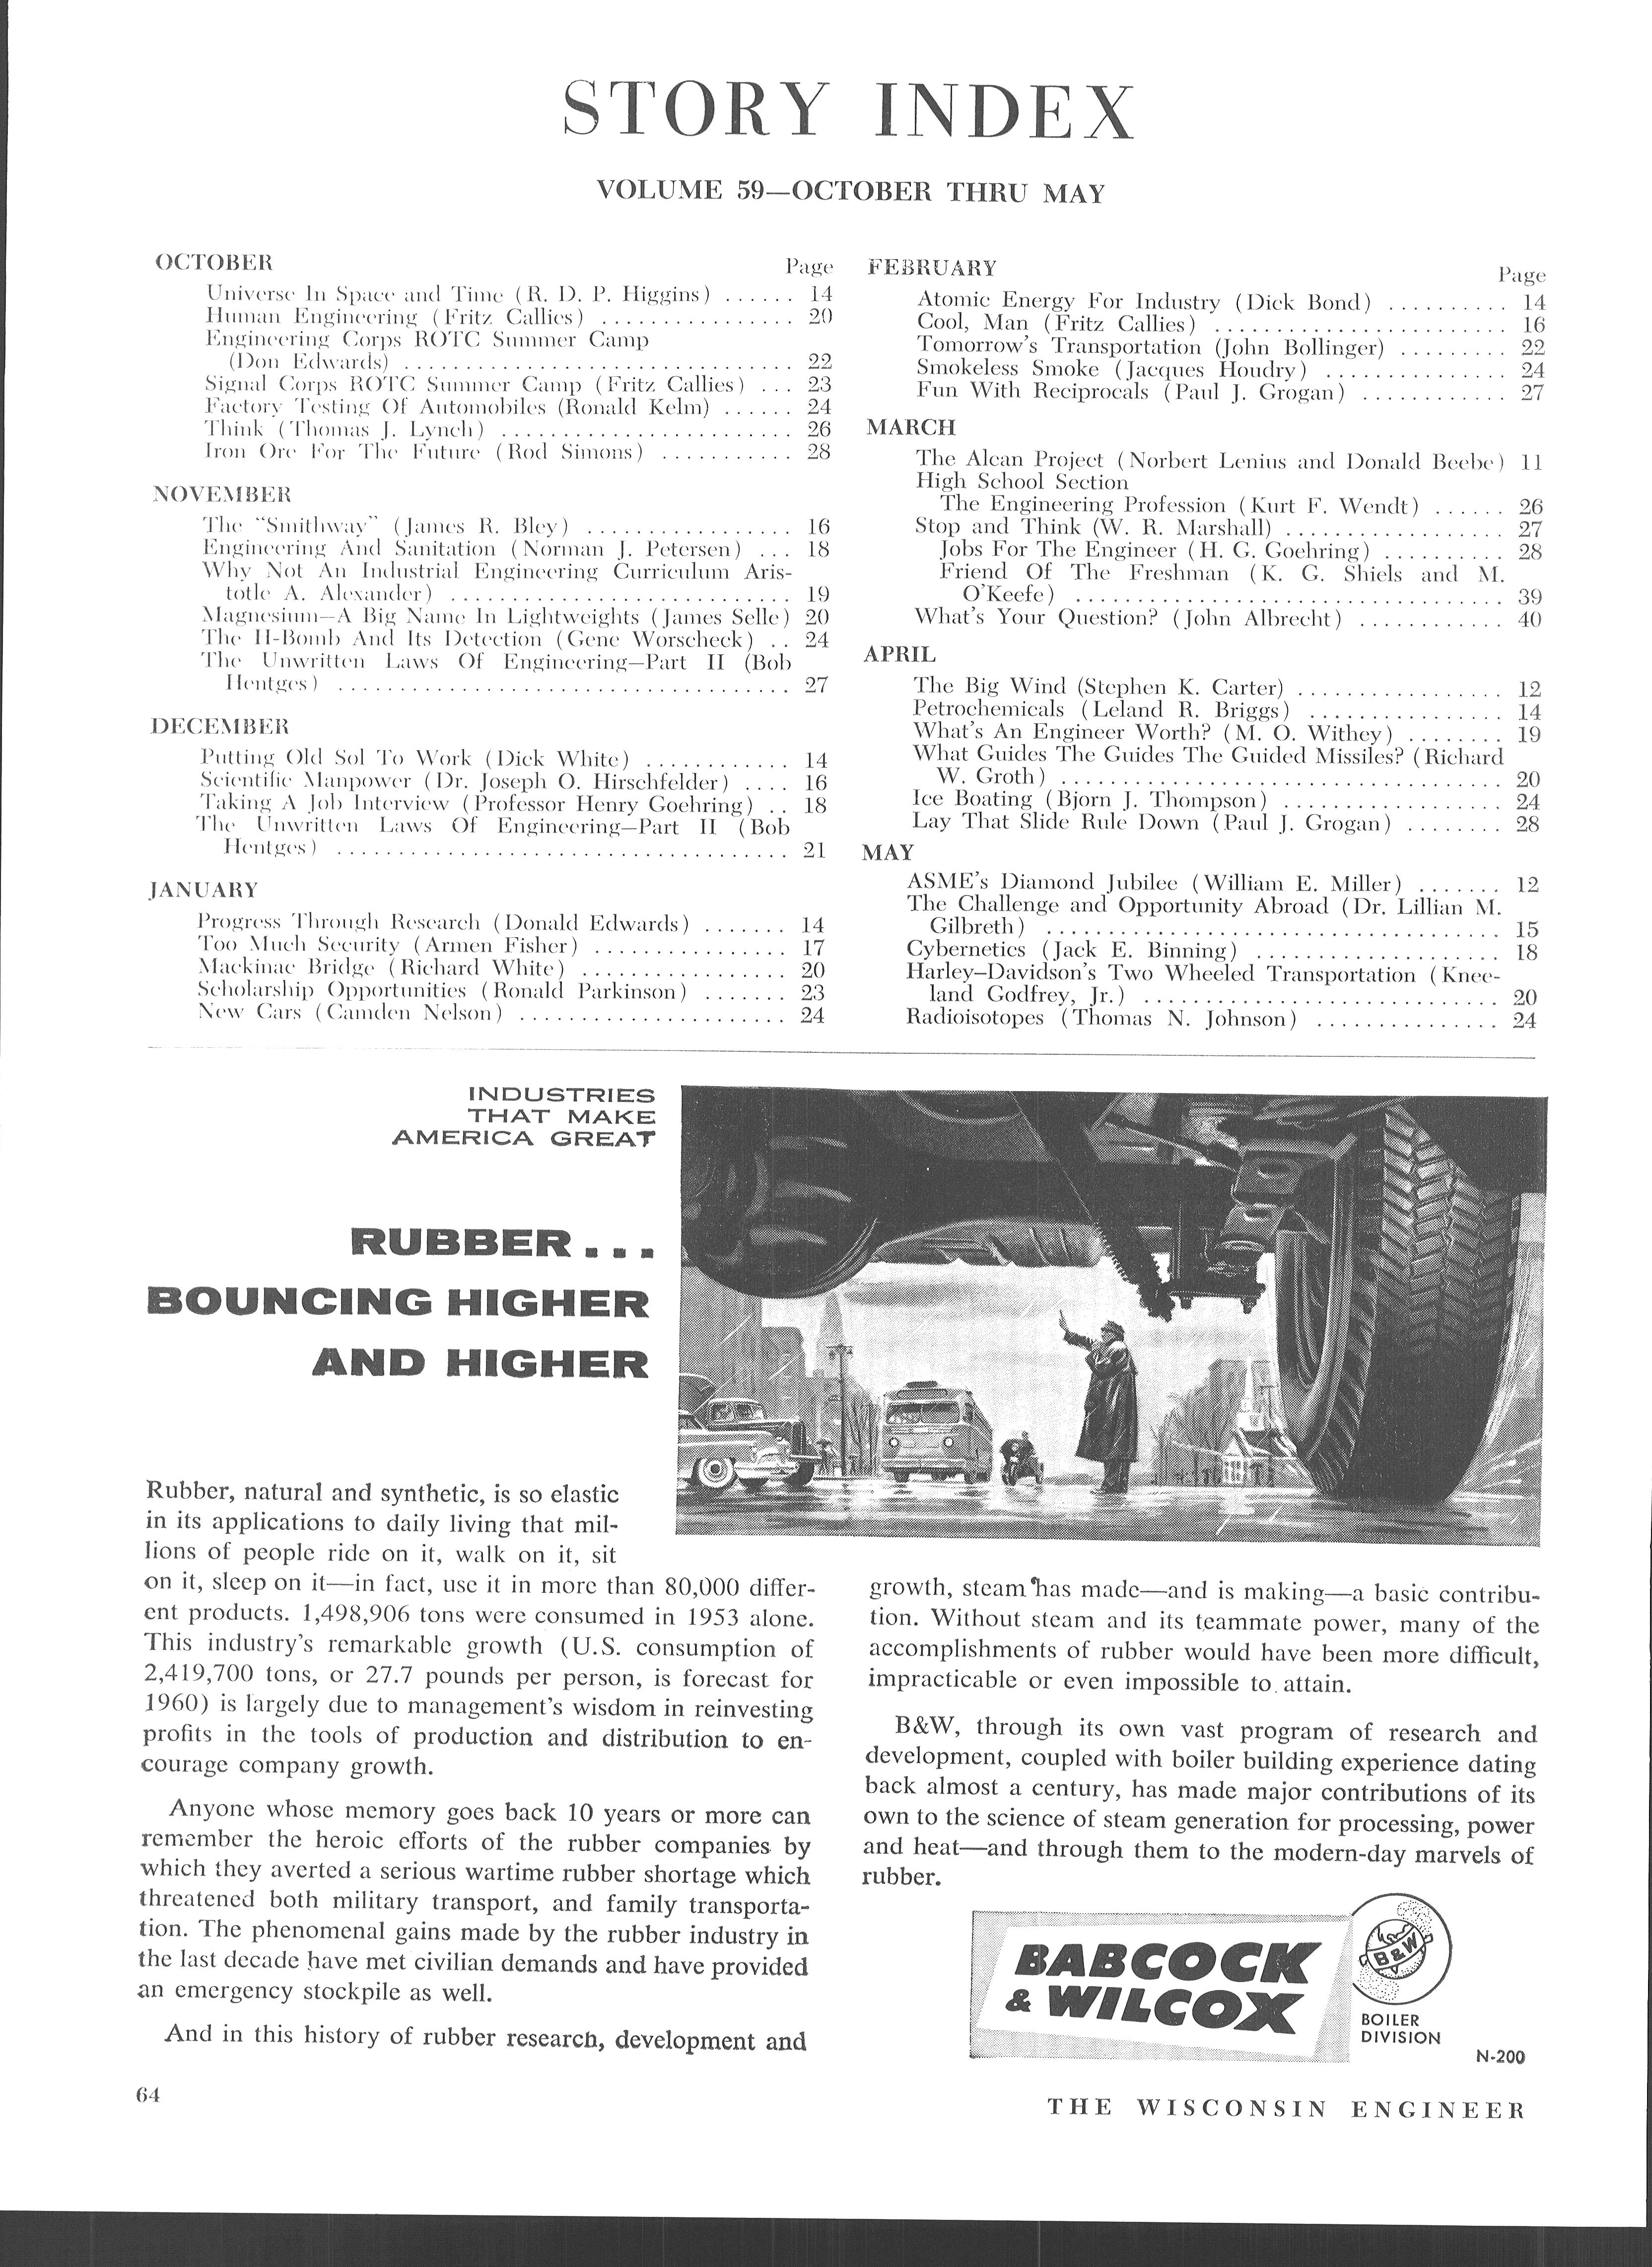 STORY INDEX
VOLUME 59—OCTOBER THRU MAY
OCTOBER
Page
Universe In Space and Time (R. D. P. Higgins) ...... 14
Human Engineering (Fritz Callies) ................ 20
Engineering Corps ROTC Summer Camp
(Don Edwards) ................................ 22
Signal Corps ROTC Summer Camp (Fritz Callies) ... 23
Factory Testing Of Automobiles (Ronald Kelm) ...... 24
Think (Thomas J. Lynch) ........................ 26
Iron Ore For The Future (Rod Simons) ........... 28
NOVEMBER
The “Smithway” (James R. Bley) ................. 16
Engineering And Sanitation (Norman J. Petersen) ... 18
Why Not An Industrial Engineering Curriculum Aris-
totle A. Alexander) ............................ 19
Magnesium—A Big Name In Lightweights (James Selle) 20
The H-Bomb And Its Detection (Gene Worscheck) .. 24
The Unwritten Laws Of Engineering—Part II (Bob
Hentges) ..................................... 27
DECEMBER
Putting Old Sol To Work (Dick White) ............ 14
Scientific Manpower (Dr. Joseph O. Hirschfelder) .... 16
Taking A Job Interview (Professor Henry Goehring) .. 18
The Unwritten Laws Of Engineering—Part II (Bob
Hentges) ..................................... 21
JANUARY
Progress Through Research (Donald Edwards) ....... 14
Too Much Security (Armen Fisher) ................ 17
Mackinac Bridge (Richard White) ................. 20
Scholarship Opportunities (Ronald Parkinson) ....... 23
New Cars (Camden Nelson) ...................... 24
FEBRUARY
Page
Atomic Energy For Industry (Dick Bond) .......... 14
Cool, Man (Fritz Callies) ........................ 16
Tomorrow's Transportation (John Bollinger) ......... 22
Smokeless Smoke (Jacques Houdry) ............... 24
Fun With Reciprocals (Paul J. Grogan) ............ 27
MARCH
The Alcan Project (Norbert Lenius and Donald Beebe) 11
High School Section
The Engineering Profession (Kurt F. Wendt) ...... 26
Stop and Think (W. R. Marshall) .................. 27
Jobs For The Engineer (H. G. Goehring) .......... 28
Friend Of The Freshman (K. G. Shiels and M.
O'Keefe) ................................... 39
What's Your Question? (John Albrecht) ............ 40
APRIL
The Big Wind (Stephen K. Carter) ................. 12
Petrochemicals (Leland R. Briggs) ................ 14
What's An Engineer Worth? (M. O. Withey) ........ 19
What Guides The Guides The Guided Missiles? (Richard
W. Groth) .................................... 20
Ice Boating (Bjorn J. Thompson) .................. 24
Lay That Slide Rule Down (Paul J. Grogan) ........ 28
MAY
ASME's Diamond Jubilee (William E. Miller) ....... 12
The Challenge and Opportunity Abroad (Dr. Lillian M.
Gilbreth) ..................................... 15
Cybernetics (Jack E. Binning) .................... 18
Harley–Davidson's Two Wheeled Transportation (Knee-
land Godfrey, Jr.) ............................. 20
Radioisotopes (Thomas N. Johnson) ............... 24
INDUSTRIES
THAT MAKE
AMERICA GREAT
RUBBER...
BOUNCING HIGHER
AND HIGHER
Rubber, natural and synthetic, is so elastic
in its applications to daily living that mil-
lions of people ride on it, walk on it, sit
on it, sleep on it—in fact, use it in more than 80,000 differ-
ent products. 1,498,906 tons were consumed in 1953 alone.
This industry's remarkable growth (U.S. consumption of
2,419,700 tons, or 27.7 pounds per person, is forecast for
1960) is largely due to management's wisdom in reinvesting
profits in the tools of production and distribution to en-
courage company growth.
Anyone whose memory goes back 10 years or more can
remember the heroic efforts of the rubber companies by
which they averted a serious wartime rubber shortage which
threatened both military transport, and family transporta-
tion. The phenomenal gains made by the rubber industry in
the last decade have met civilian demands and have provided
an emergency stockpile as well.
And in this history of rubber research, development and
growth, steam has made—and is making—a basic contribu-
tion. Without steam and its teammate power, many of the
accomplishments of rubber would have been more difficult,
impracticable or even impossible to attain.
B&W, through its own vast program of research and
development, coupled with boiler building experience dating
back almost a century, has made major contributions of its
own to the science of steam generation for processing, power
and heat—and through them to the modern-day marvels of
rubber.
BABCOCK
& WILCOX
B&W
BOILER
DIVISION
N-200
64
THE WISCONSIN ENGINEER